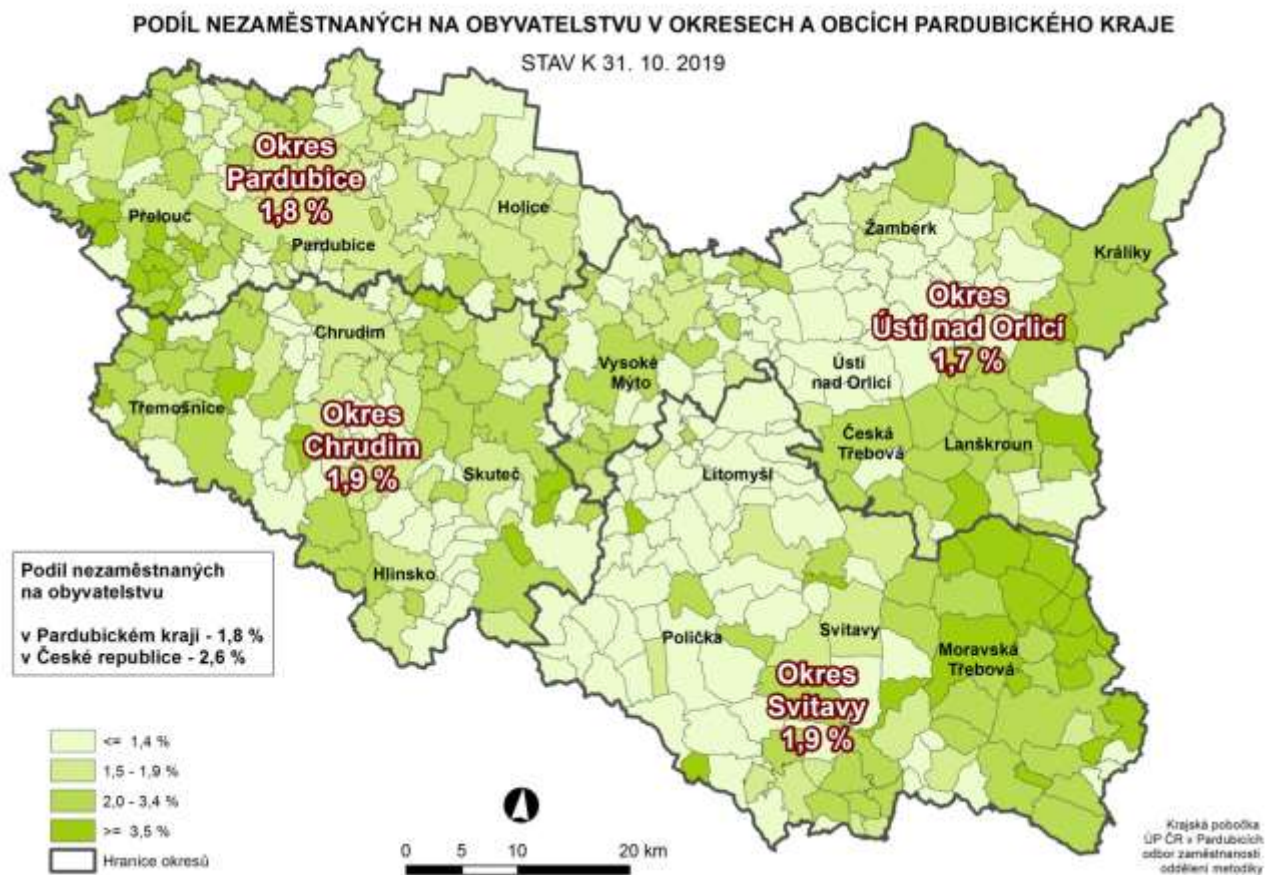 PODÍL NEZAMĚSTNANÝCH NA OBYVATELSTVU V OKRESECH A OBCÍCH PARDUBICKÉHO KRAJE
STAV K 31. 10. 2019
Okres
Pardubice
1,8 %
Přelouč
Pardubice
Holice
Žamberk
Králíky
Okres
Ústí nad Orlicí
1,7 %
Chrudim
Vysoké
Mýto
Ústí
nad Orlicí
Třemošnice
Okres
Chrudim
1,9 %
Skuteč
Česká
Třebová
Lanškroun
Litomyšl
Hlinsko
Polička
Svitavy
Moravská
Třebová
Okres
Svitavy
1,9 %
Podíl nezaměstnaných
na obyvatelstvu
v Pardubickém kraji - 1,8 %
v České republice - 2,6 %
<= 1,4 %
1,5 - 1,9 %
2,0 - 3,4 %
>= 3,5 %
Hranice okresů
0 5 10 20 km
Krajská pobočka
ÚP ČR v Pardubicích
odbor zaměstnanosti
oddělení metodiky